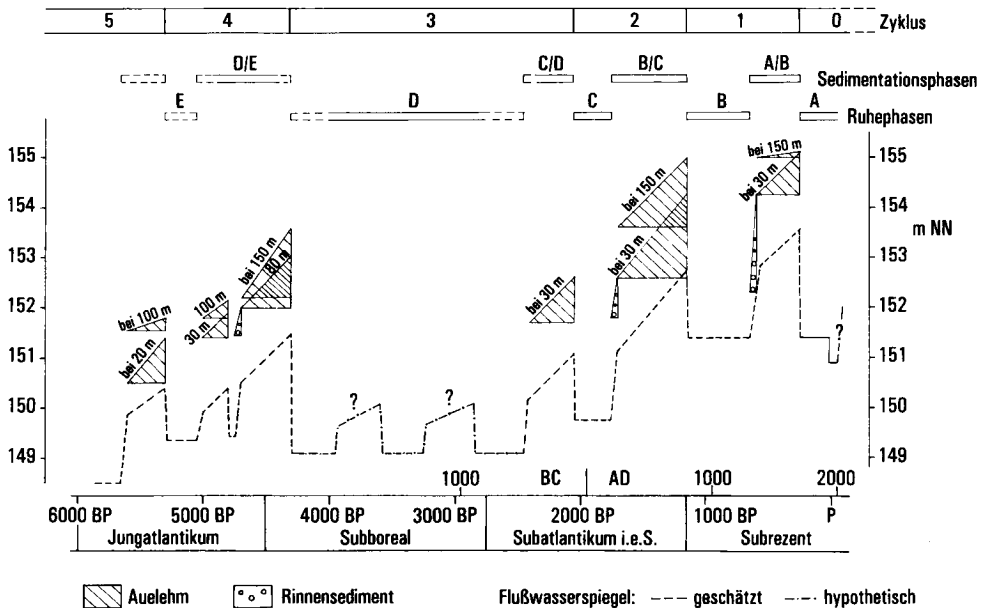 5 4 3 2 1 0 Zyklus
D/E C/D B/C A/B Sedimentationsphasen
E D C B A Ruhephasen
155 155
bei 150 m bei 150 m
bei 30 m
154 154
m NN
153 bei 150 m 80 m bei 30 m 153
152 bei 100 m 100 m bei 30 m 152
30 m
151 bei 20 m ? 151
150 ? ? 150
149 149
1000 BC AD 1000 2000
6000 BP 5000 BP 4000 BP 3000 BP 2000 BP 1000 BP P
Jungatlantikum Subboreal Subatlantikum i.e.S. Subrezent
Auelehm Rinnensediment Flußwasserspiegel: geschätzt hypothetisch